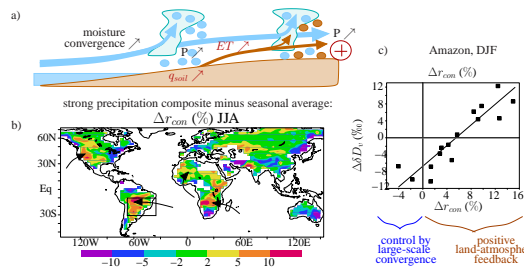 a)
moisture
convergence
P
ET
P
+
q_soil
strong precipitation composite minus seasonal average:
Δr_con (%) JJA
b)
60N
30N
Eq
30S
120W
60W
0
60E
120E
−10
−5
−2
2
5
10
c)
Amazon, DJF
Δr_con (%)
ΔδD_v (‰)
12
8
4
0
−4
−8
−12
−4
0
4
8
12
16
Δr_con (%)
control by
large-scale
convergence
positive
land-atmosphe
feedback